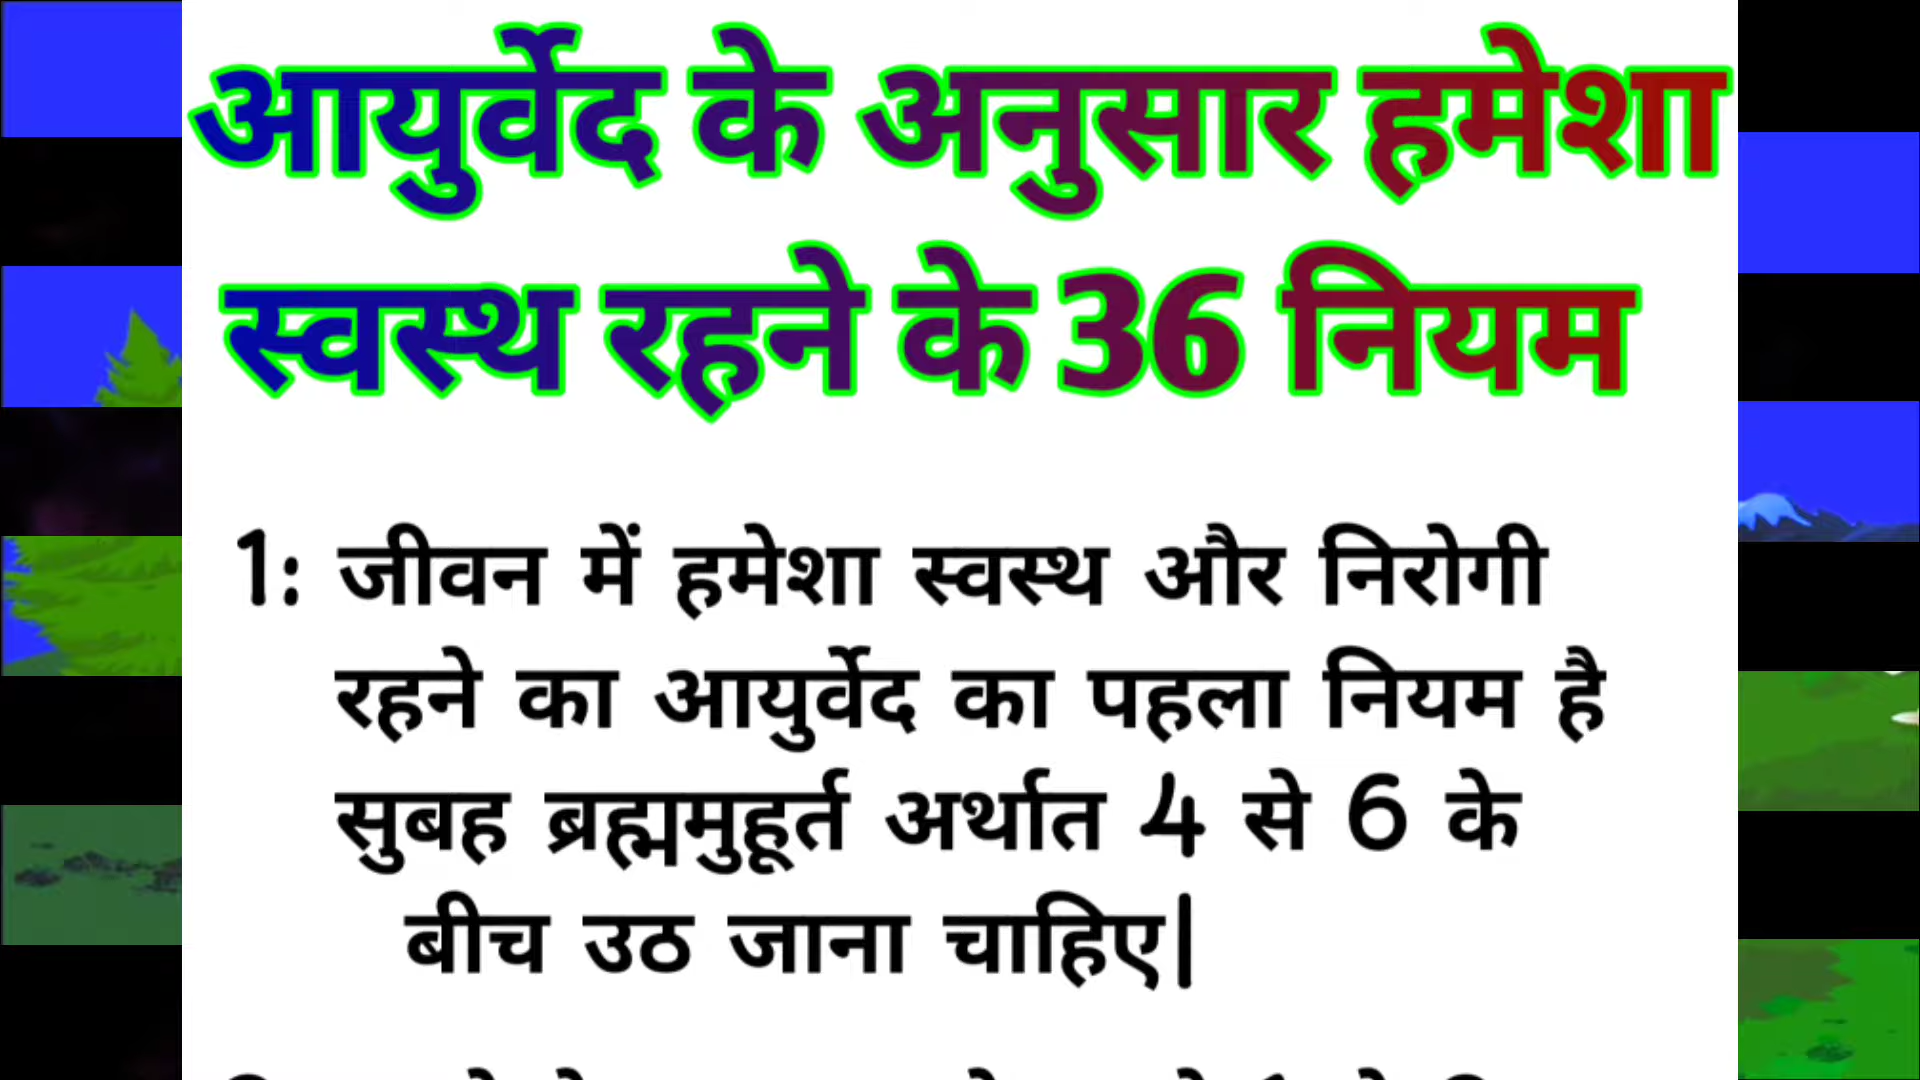 आयुर्वेद के अनुसार हमेशा
स्वस्थ रहने के 36 नियम
1: जीवन में हमेशा स्वस्थ और निरोगी
रहने का आयुर्वेद का पहला नियम है
सुबह ब्रह्ममुहूर्त अर्थात 4 से 6 के
बीच उठ जाना चाहिए|